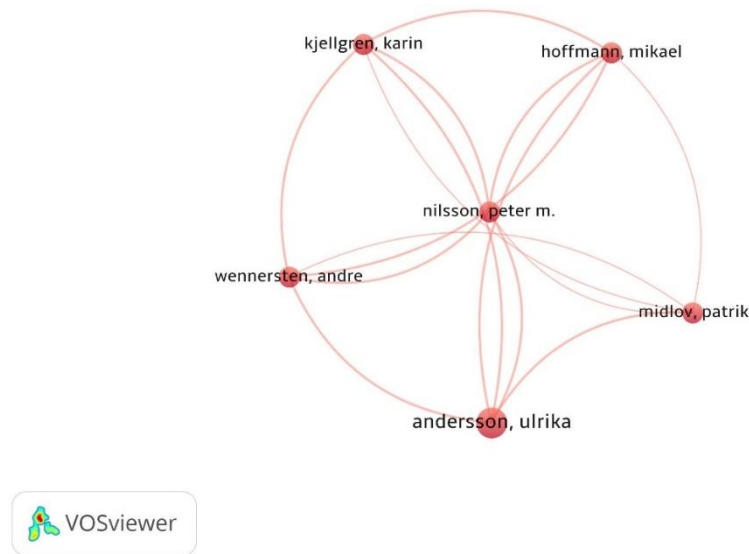 kjellgren, karin
hoffmann, mikael
nilsson, peter m.
wennersten, andre
midlov, patrik
andersson, ulrika
VOSviewer